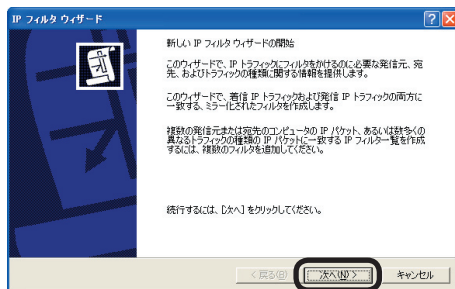 IP フィルタ ウィザード
新しい IP フィルタ ウィザードの開始
このウィザードで、IP トラフィックにフィルタをかけるのに必要な発信元、宛
先、およびトラフィックの種類に関する情報を提供します。
このウィザードで、着信 IP トラフィックおよび発信 IP トラフィックの両方に
一致する、ミラー化されたフィルタを作成します。
複数の発信元または宛先のコンピュータの IP パケット、あるいは数多くの
異なるトラフィックの種類の IP パケットに一致する IP フィルタ一覧を作成
するには、複数のフィルタを追加してください。
続行するには、[次へ] をクリックしてください。
< 戻る(B)
次へ(N) >
キャンセル